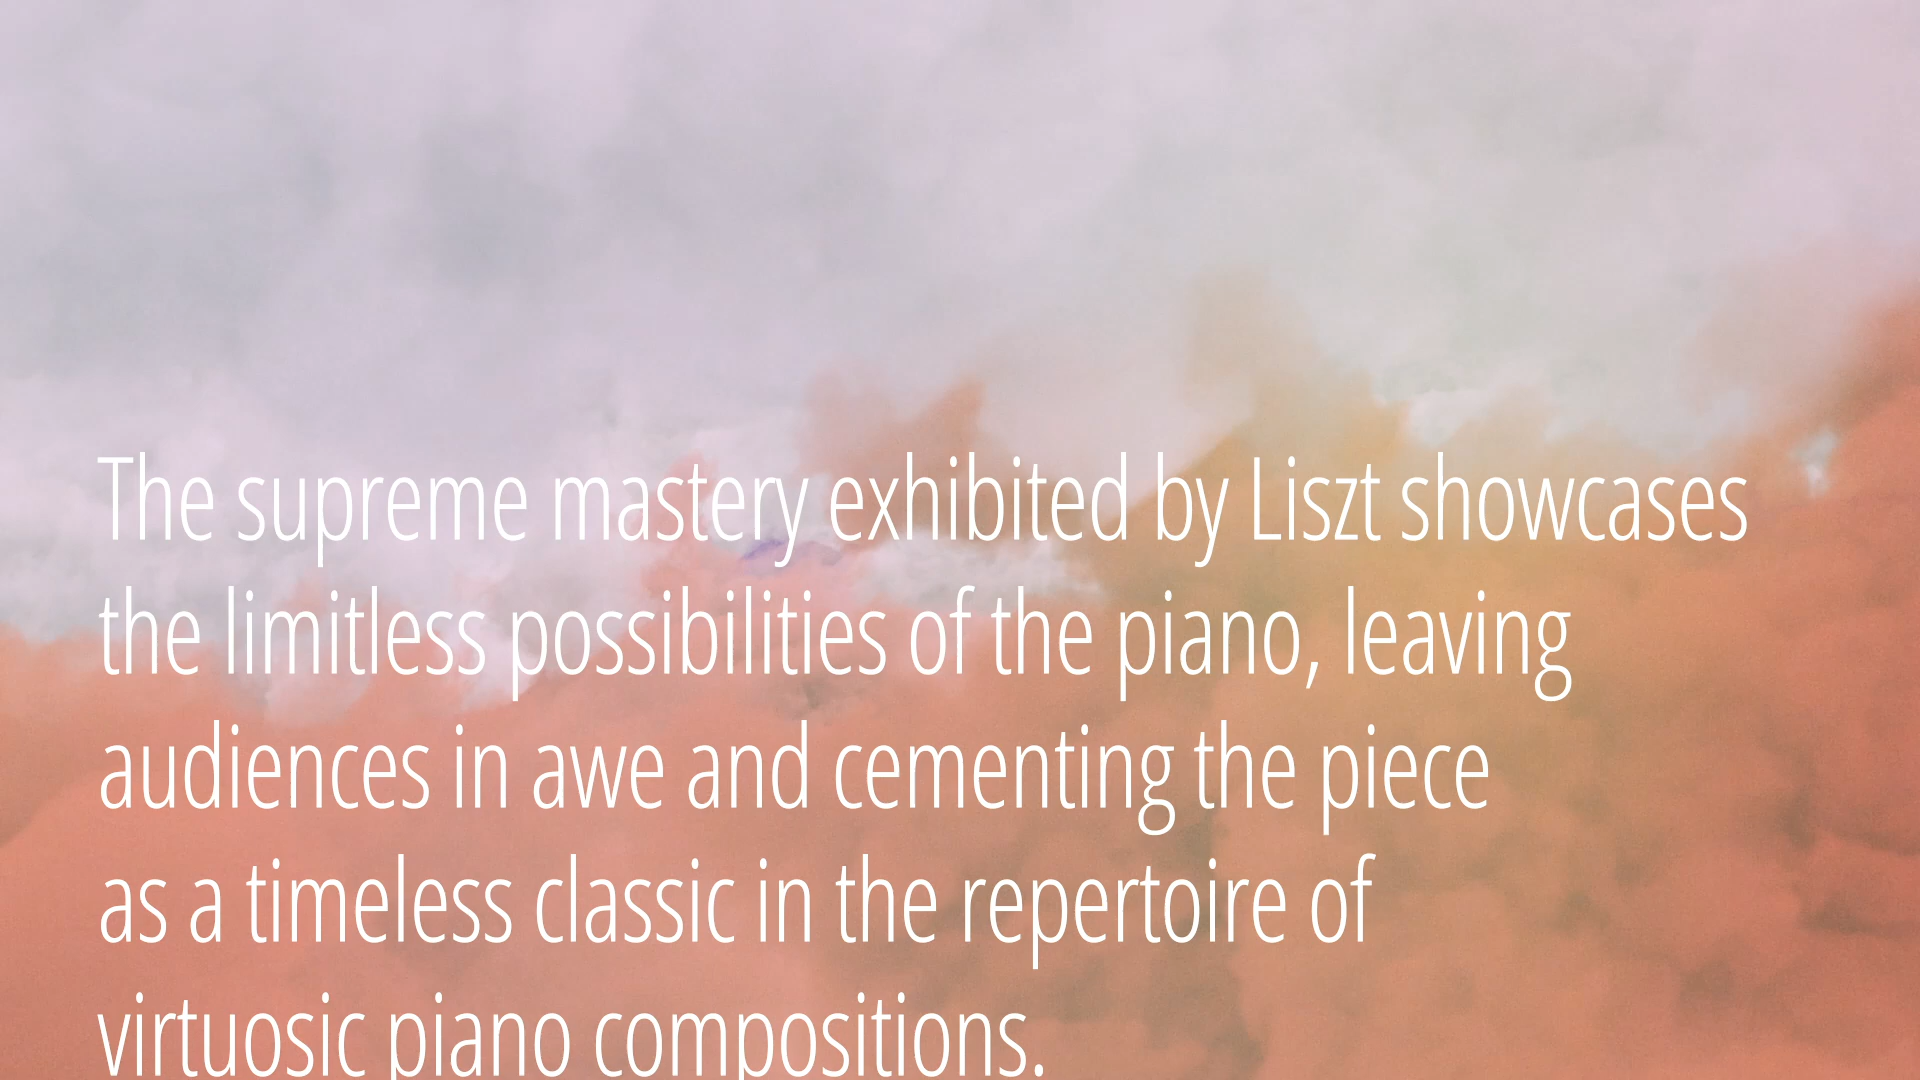 The supreme mastery exhibited by Liszt showcases
the limitless possibilities of the piano, leaving
audiences in awe and cementing the piece
as a timeless classic in the repertoire of
virtuosic piano compositions.